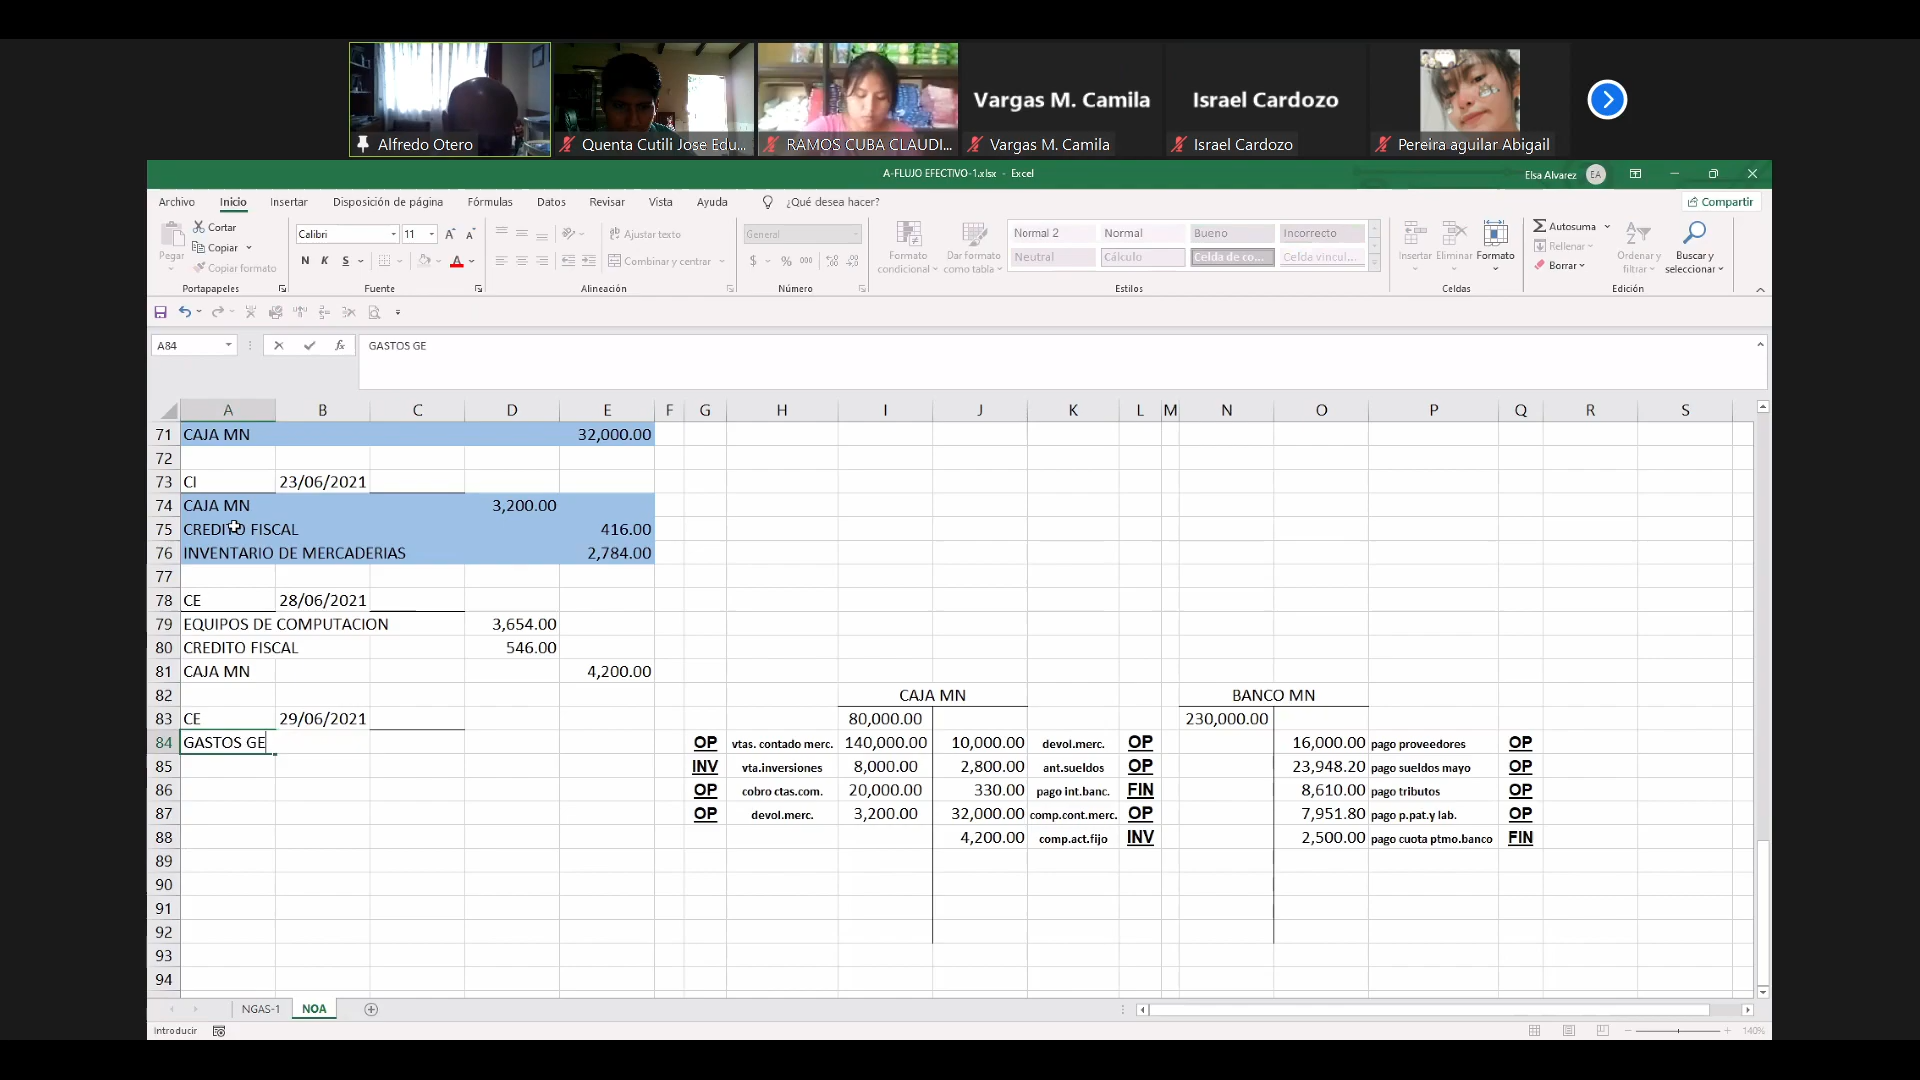 Vargas M. Camila
Israel Cardozo
Alfredo Otero
Quenta Cutili Jose Edu...
RAMOS CUBA CLAUDI...
Vargas M. Camila
Israel Cardozo
Pereira aguilar Abigail
A-FLUJO EFECTIVO-1.xlsx - Excel
Elsa Alvarez
EA
Archivo Inicio Insertar Disposición de página Fórmulas Datos Revisar Vista Ayuda ¿Qué desea hacer?
Compartir
Pegar
Cortar
Copiar
Copiar formato
Portapapeles
Calibri 11
N K S
Fuente
Ajustar texto
Combinar y centrar
Alineación
General
$ % 000
Número
Formato condicional
Dar formato como tabla
Normal 2 Normal Bueno Incorrecto
Neutral Cálculo Celda de co... Celda vincul...
Estilos
Insertar Eliminar Formato
Celdas
Autosuma
Rellenar
Borrar
Ordenar y filtrar
Buscar y seleccionar
Edición
A84 fx GASTOS GE
A B C D E F G H I J K L M N O P Q R S
71 CAJA MN 32,000.00
72
73 CI 23/06/2021
74 CAJA MN 3,200.00
75 CREDITO FISCAL 416.00
76 INVENTARIO DE MERCADERIAS 2,784.00
77
78 CE 28/06/2021
79 EQUIPOS DE COMPUTACION 3,654.00
80 CREDITO FISCAL 546.00
81 CAJA MN 4,200.00
82 CAJA MN BANCO MN
83 CE 29/06/2021 80,000.00 230,000.00
84 GASTOS GE OP vtas. contado merc. 140,000.00 10,000.00 devol.merc. OP 16,000.00 pago proveedores OP
85 INV vta.inversiones 8,000.00 2,800.00 ant.sueldos OP 23,948.20 pago sueldos mayo OP
86 OP cobro ctas.com. 20,000.00 330.00 pago int.banc. FIN 8,610.00 pago tributos OP
87 OP devol.merc. 3,200.00 32,000.00 comp.cont.merc. OP 7,951.80 pago p.pat.y lab. OP
88 4,200.00 comp.act.fijo INV 2,500.00 pago cuota ptmo.banco FIN
89
90
91
92
93
94
NGAS-1 NOA
Introducir
140%